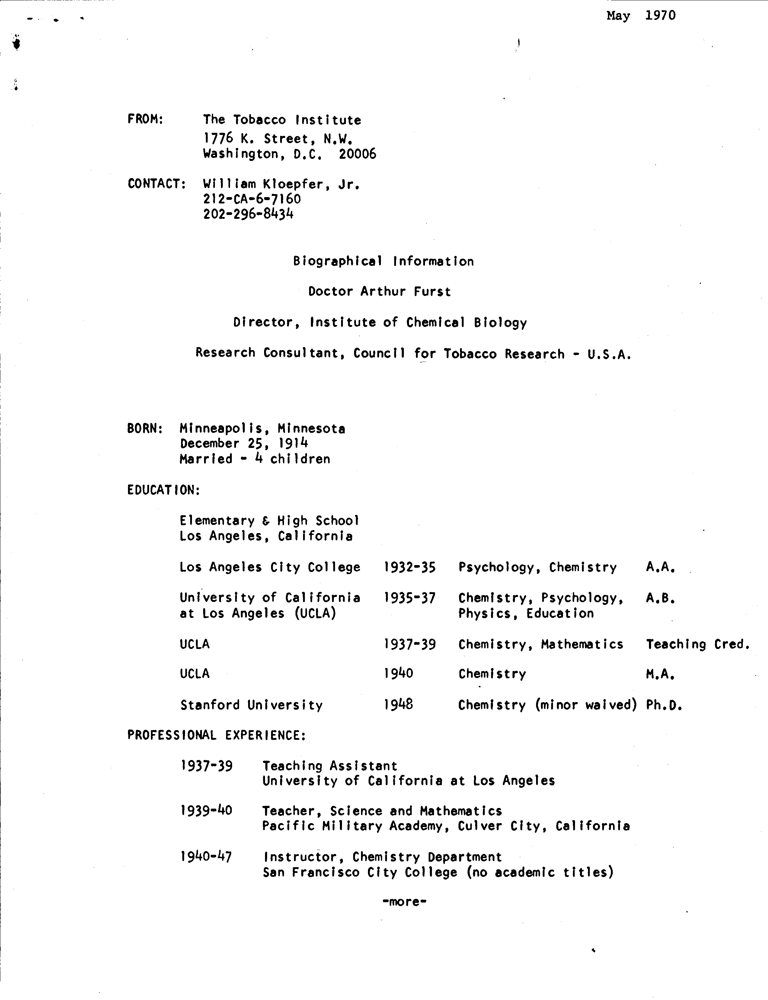 May 1970
FROM: The Tobacco Institute
1776 K. Street, N.W.
Washington, D.C. 20006
CONTACT: William Kloepfer, Jr.
212-CA-6-7160
202-296-8434
Biographical Information
Doctor Arthur Furst
Director, Institute of Chemical Biology
Research Consultant, Council for Tobacco Research - U.S.A.
BORN: Minneapolis, Minnesota
December 25, 1914
Married - 4 children
EDUCATION:
Elementary & High School
Los Angeles, California
Los Angeles City College 1932-35 Psychology, Chemistry A.A.
University of California 1935-37 Chemistry, Psychology, A.B.
at Los Angeles (UCLA) Physics, Education
UCLA 1937-39 Chemistry, Mathematics Teaching Cred.
UCLA 1940 Chemistry M.A.
Stanford University 1948 Chemistry (minor waived) Ph.D.
PROFESSIONAL EXPERIENCE:
1937-39 Teaching Assistant
University of California at Los Angeles
1939-40 Teacher, Science and Mathematics
Pacific Military Academy, Culver City, California
1940-47 Instructor, Chemistry Department
San Francisco City College (no academic titles)
-more-